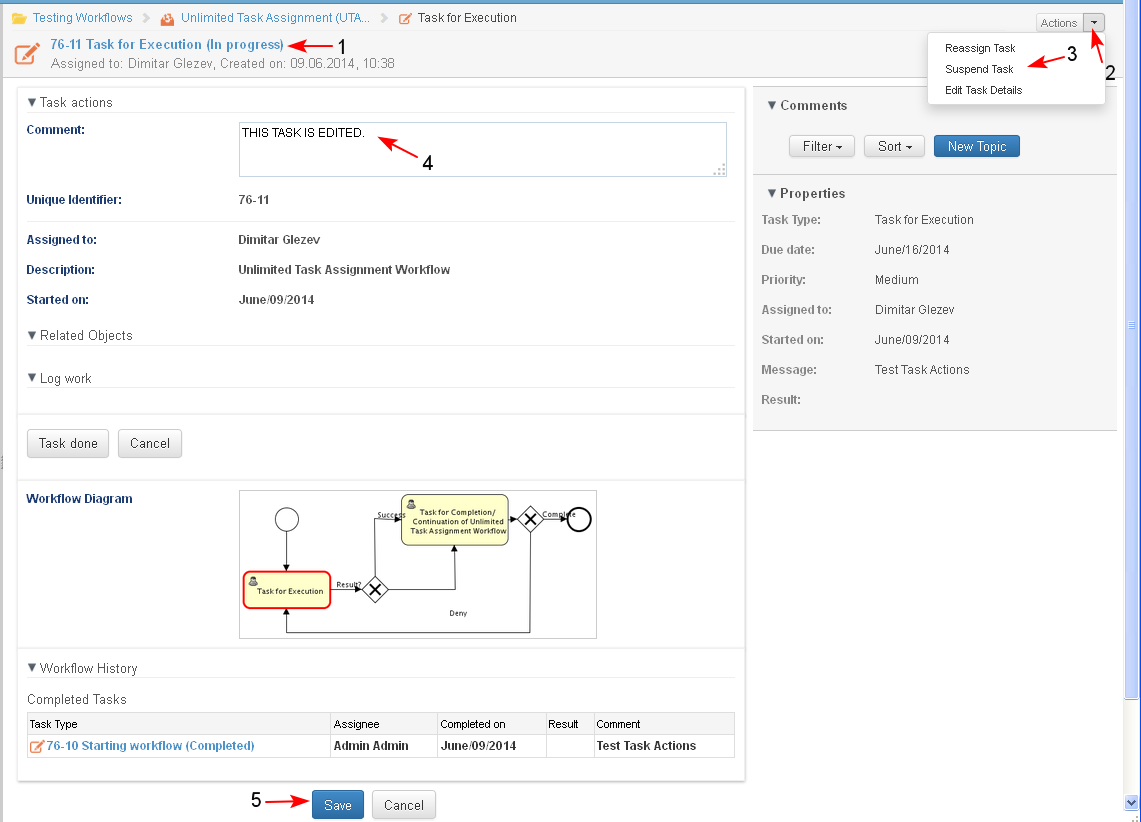 Testing Workflows
Unlimited Task Assignment (UTA...
Task for Execution
Actions
76-11 Task for Execution (In progress)
1
Assigned to: Dimitar Glezev, Created on: 09.06.2014, 10:38
Reassign Task
Suspend Task
Edit Task Details
3
2
Task actions
Comment:
THIS TASK IS EDITED.
4
Unique Identifier:
76-11
Assigned to:
Dimitar Glezev
Description:
Unlimited Task Assignment Workflow
Started on:
June/09/2014
Related Objects
Log work
Task done
Cancel
Comments
Filter
Sort
New Topic
Properties
Task Type:
Task for Execution
Due date:
June/16/2014
Priority:
Medium
Assigned to:
Dimitar Glezev
Started on:
June/09/2014
Message:
Test Task Actions
Result:
Workflow Diagram
Success
Task for Completion/
Continuation of Unlimited
Task Assignment Workflow
Complete
Task for Execution
Result?
Deny
Workflow History
Completed Tasks
Task Type
Assignee
Completed on
Result
Comment
76-10 Starting workflow (Completed)
Admin Admin
June/09/2014
Test Task Actions
5
Save
Cancel